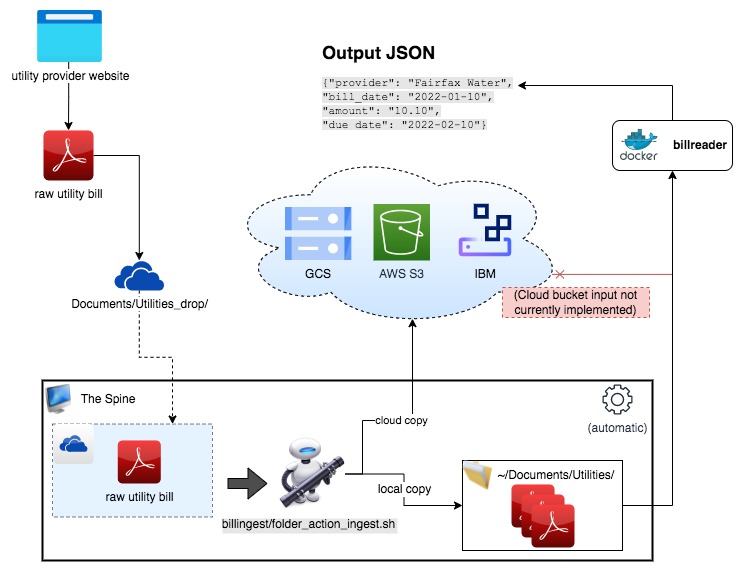 utility provider website
Output JSON
{"provider": "Fairfax Water",
"bill_date": "2022-01-10",
"amount": "10.10",
"due date": "2022-02-10"}
docker
billreader
raw utility bill
GCS
AWS S3
IBM
Documents/Utilities_drop/
(Cloud bucket input not
currently implemented)
The Spine
(automatic)
cloud copy
raw utility bill
~/Documents/Utilities/
local copy
billingest/folder_action_ingest.sh